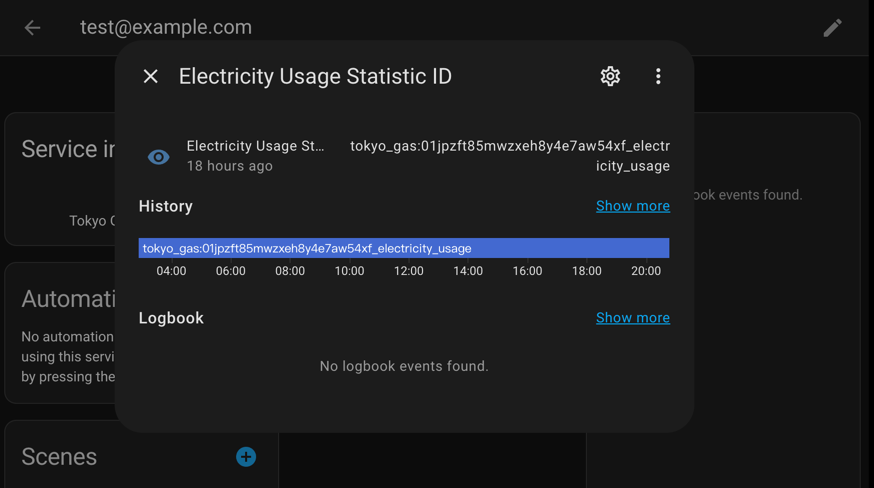 test@example.com
Electricity Usage Statistic ID
Service in
Electricity Usage St...
18 hours ago
tokyo_gas:01jpzft85mwzxeh8y4e7aw54xf_electr
icity_usage
ook events found.
History
Show more
Tokyo G
tokyo_gas:01jpzft85mwzxeh8y4e7aw54xf_electricity_usage
04:00 06:00 08:00 10:00 12:00 14:00 16:00 18:00 20:00
Automati
Logbook
Show more
No automation
using this servi
by pressing the
No logbook events found.
Scenes